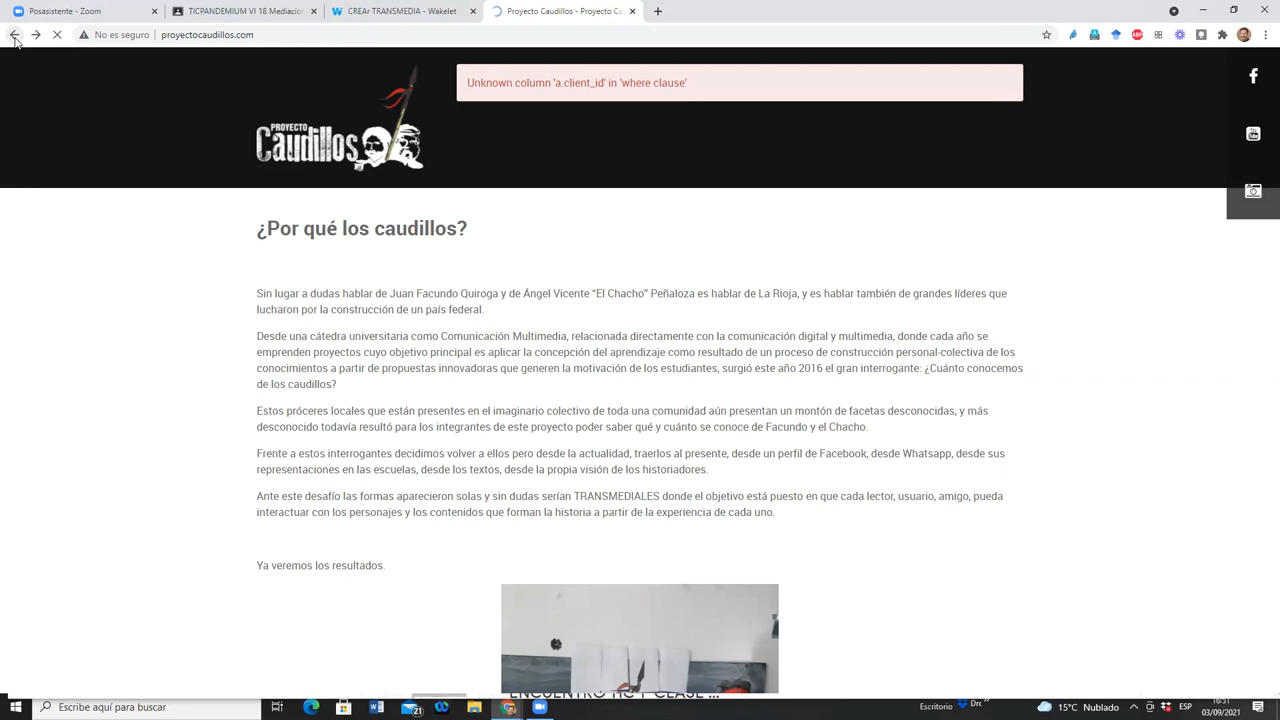 Posasistente - Zoom
TICPANDEMIUM VI 18 Mediacio
CREAr TRANSMEDIA - Wakelet
Proyecto Caudillos - Proyecto Cau
No es seguro | proyectocaudillos.com
ABP
Unknown column 'a.client_id' in 'where clause'
PROYECTO
Caudillos
¿Por qué los caudillos?
Sin lugar a dudas hablar de Juan Facundo Quiroga y de Ángel Vicente “El Chacho” Peñaloza es hablar de La Rioja, y es hablar también de grandes líderes que
lucharon por la construcción de un país federal.
Desde una cátedra universitaria como Comunicación Multimedia, relacionada directamente con la comunicación digital y multimedia, donde cada año se
emprenden proyectos cuyo objetivo principal es aplicar la concepción del aprendizaje como resultado de un proceso de construcción personal-colectiva de los
conocimientos a partir de propuestas innovadoras que generen la motivación de los estudiantes, surgió este año 2016 el gran interrogante: ¿Cuánto conocemos
de los caudillos?
Estos próceres locales que están presentes en el imaginario colectivo de toda una comunidad aún presentan un montón de facetas desconocidas, y más
desconocido todavía resultó para los integrantes de este proyecto poder saber qué y cuánto se conoce de Facundo y el Chacho.
Frente a estos interrogantes decidimos volver a ellos pero desde la actualidad, traerlos al presente, desde un perfil de Facebook, desde Whatsapp, desde sus
representaciones en las escuelas, desde los textos, desde la propia visión de los historiadores.
Ante este desafío las formas aparecieron solas y sin dudas serían TRANSMEDIALES donde el objetivo está puesto en que cada lector, usuario, amigo, pueda
interactuar con los personajes y los contenidos que forman la historia a partir de la experiencia de cada uno.
Ya veremos los resultados.
Escribe aquí para buscar
21
Escritorio
15°C Nublado
ESP
16:51
03/09/2021